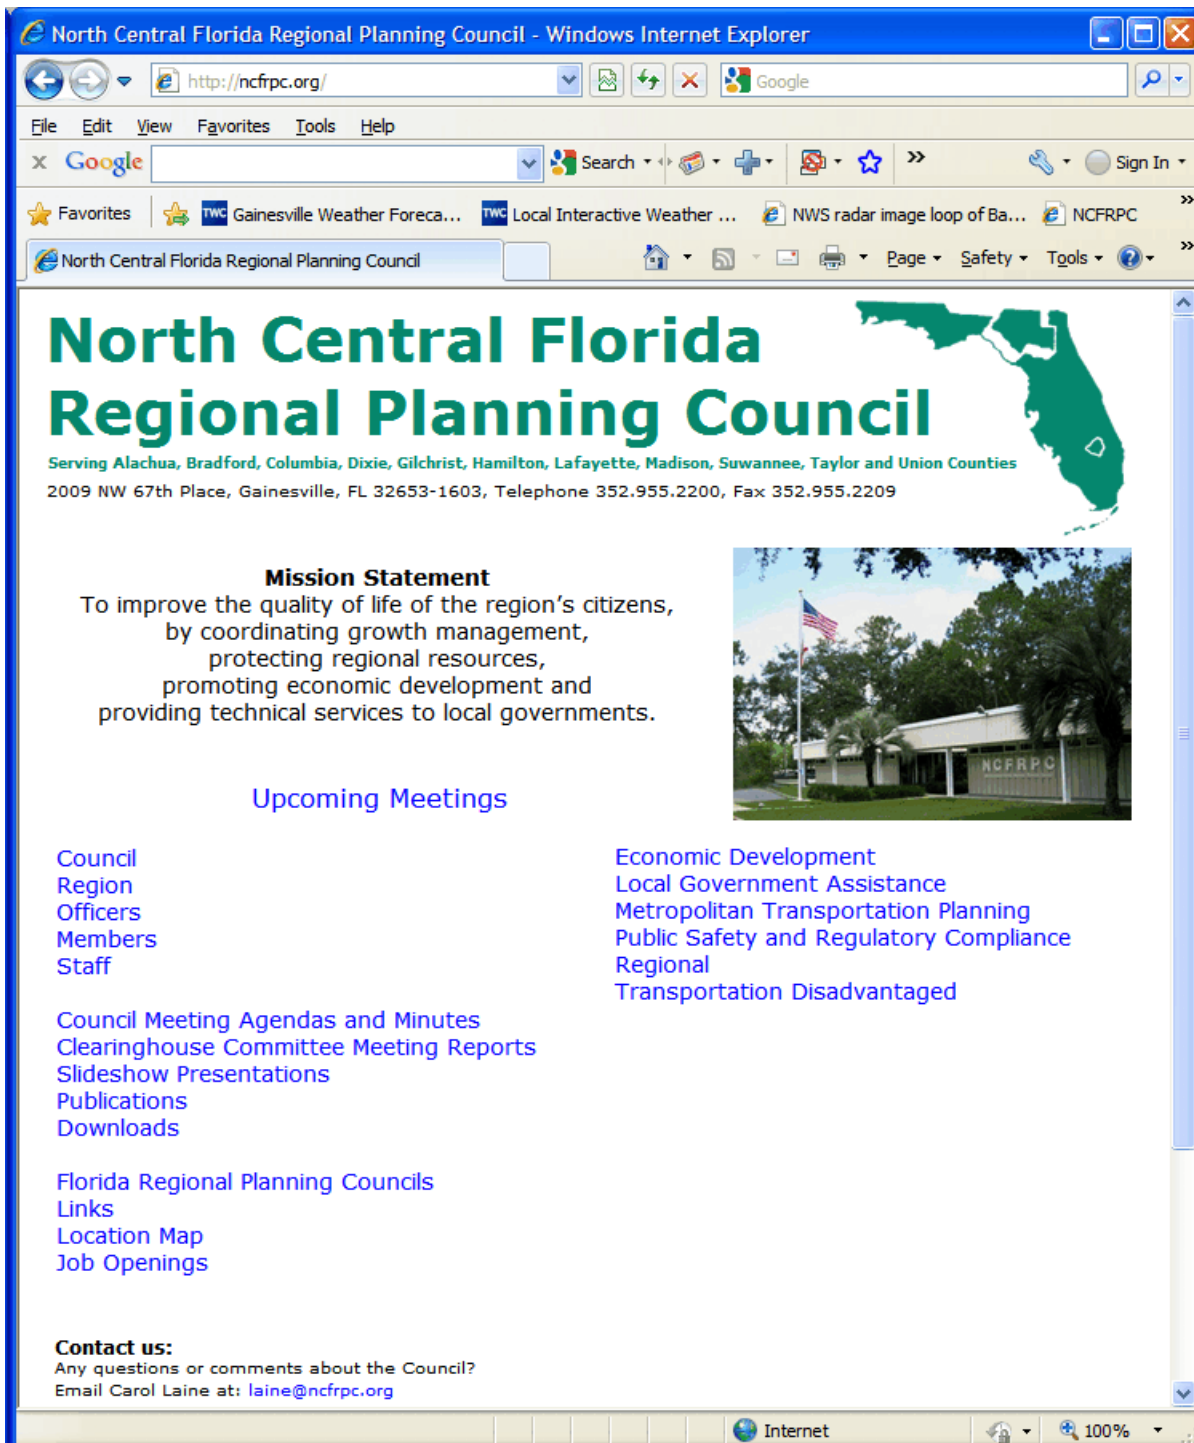 North Central Florida Regional Planning Council - Windows Internet Explorer
http://ncfrpc.org/
Google
File Edit View Favorites Tools Help
x Google Search Sign In
Favorites TWC Gainesville Weather Foreca... TWC Local Interactive Weather ... NWS radar image loop of Ba... NCFRPC »
North Central Florida Regional Planning Council Page Safety Tools »
North Central Florida
Regional Planning Council
Serving Alachua, Bradford, Columbia, Dixie, Gilchrist, Hamilton, Lafayette, Madison, Suwannee, Taylor and Union Counties
2009 NW 67th Place, Gainesville, FL 32653-1603, Telephone 352.955.2200, Fax 352.955.2209
Mission Statement
To improve the quality of life of the region's citizens,
by coordinating growth management,
protecting regional resources,
promoting economic development and
providing technical services to local governments.
NCFRPC
Upcoming Meetings
Council
Region
Officers
Members
Staff
Council Meeting Agendas and Minutes
Clearinghouse Committee Meeting Reports
Slideshow Presentations
Publications
Downloads
Florida Regional Planning Councils
Links
Location Map
Job Openings
Economic Development
Local Government Assistance
Metropolitan Transportation Planning
Public Safety and Regulatory Compliance
Regional
Transportation Disadvantaged
Contact us:
Any questions or comments about the Council?
Email Carol Laine at: laine@ncfrpc.org
Internet 100%